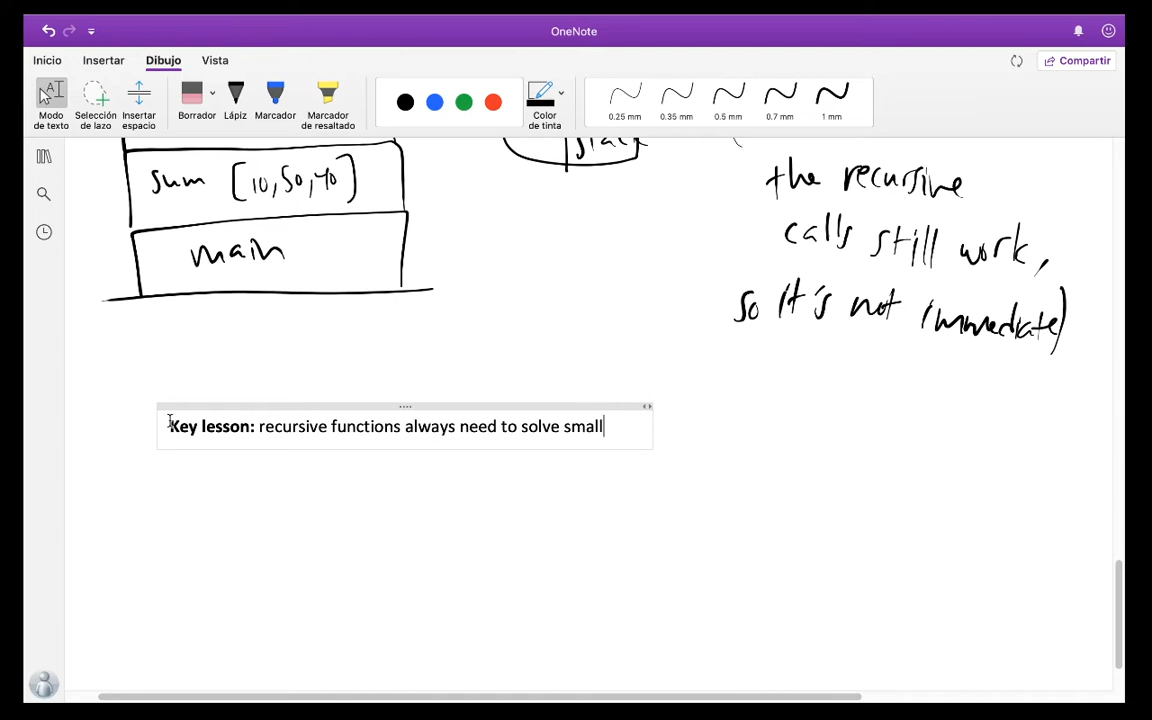 OneNote
Inicio
Insertar
Dibujo
Vista
Compartir
Modo
de texto
Selección
de lazo
Insertar
espacio
Borrador
Lápiz
Marcador
Marcador
de resaltado
Color
de tinta
0.25 mm
0.35 mm
0.5 mm
0.7 mm
1 mm
stack
sum [10,50,40]
main
the recursive
calls still work,
so it's not immediate)
Key lesson: recursive functions always need to solve small